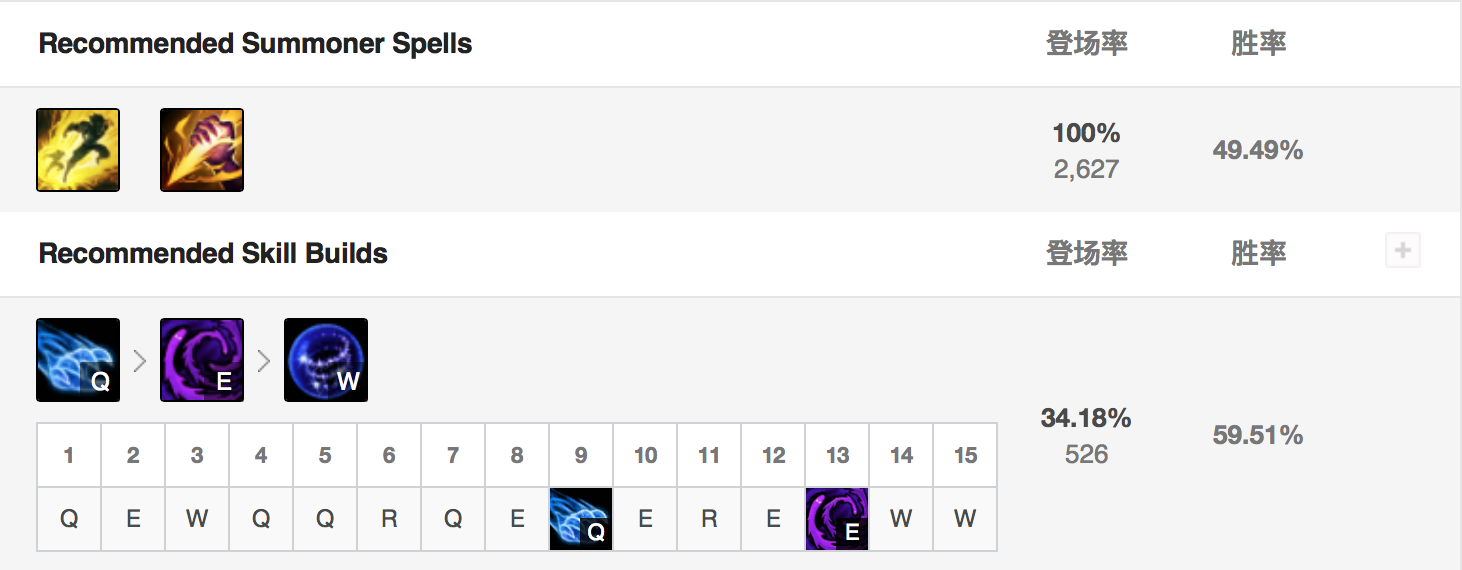 Recommended Summoner Spells 登场率 胜率
100%
2,627
49.49%
Recommended Skill Builds 登场率 胜率 +
Q > E > W
34.18%
526
59.51%
1 2 3 4 5 6 7 8 9 10 11 12 13 14 15
Q E W Q Q R Q E Q E R E E W W